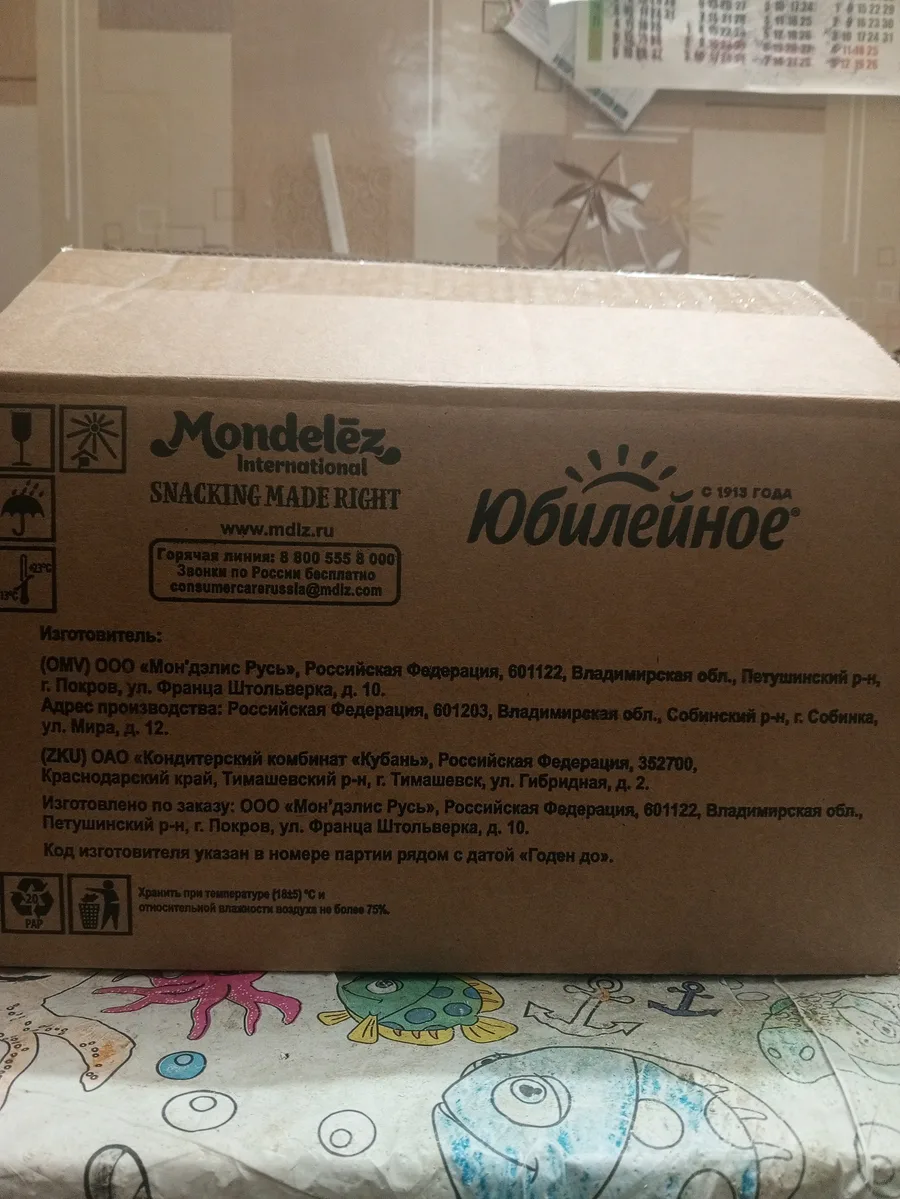 Mondelēz
International
SNACKING MADE RIGHT
www.mdlz.ru
Горячая линия: 8 800 555 8 000
Звонки по России бесплатно
consumercarerussia@mdlz.com
С 1913 ГОДА
Юбилейное®
+23°C
13°C
Изготовитель:
(OMV) ООО «Мон'дэлис Русь», Российская Федерация, 601122, Владимирская обл., Петушинский р-н,
г. Покров, ул. Франца Штольверка, д. 10.
Адрес производства: Российская Федерация, 601203, Владимирская обл., Собинский р-н, г. Собинка,
ул. Мира, д. 12.
(ZKU) ОАО «Кондитерский комбинат «Кубань», Российская Федерация, 352700,
Краснодарский край, Тимашевский р-н, г. Тимашевск, ул. Гибридная, д. 2.
Изготовлено по заказу: ООО «Мон'дэлис Русь», Российская Федерация, 601122, Владимирская обл.,
Петушинский р-н, г. Покров, ул. Франца Штольверка, д. 10.
Код изготовителя указан в номере партии рядом с датой «Годен до».
20
PAP
Хранить при температуре (18±5) °C и
относительной влажности воздуха не более 75%.